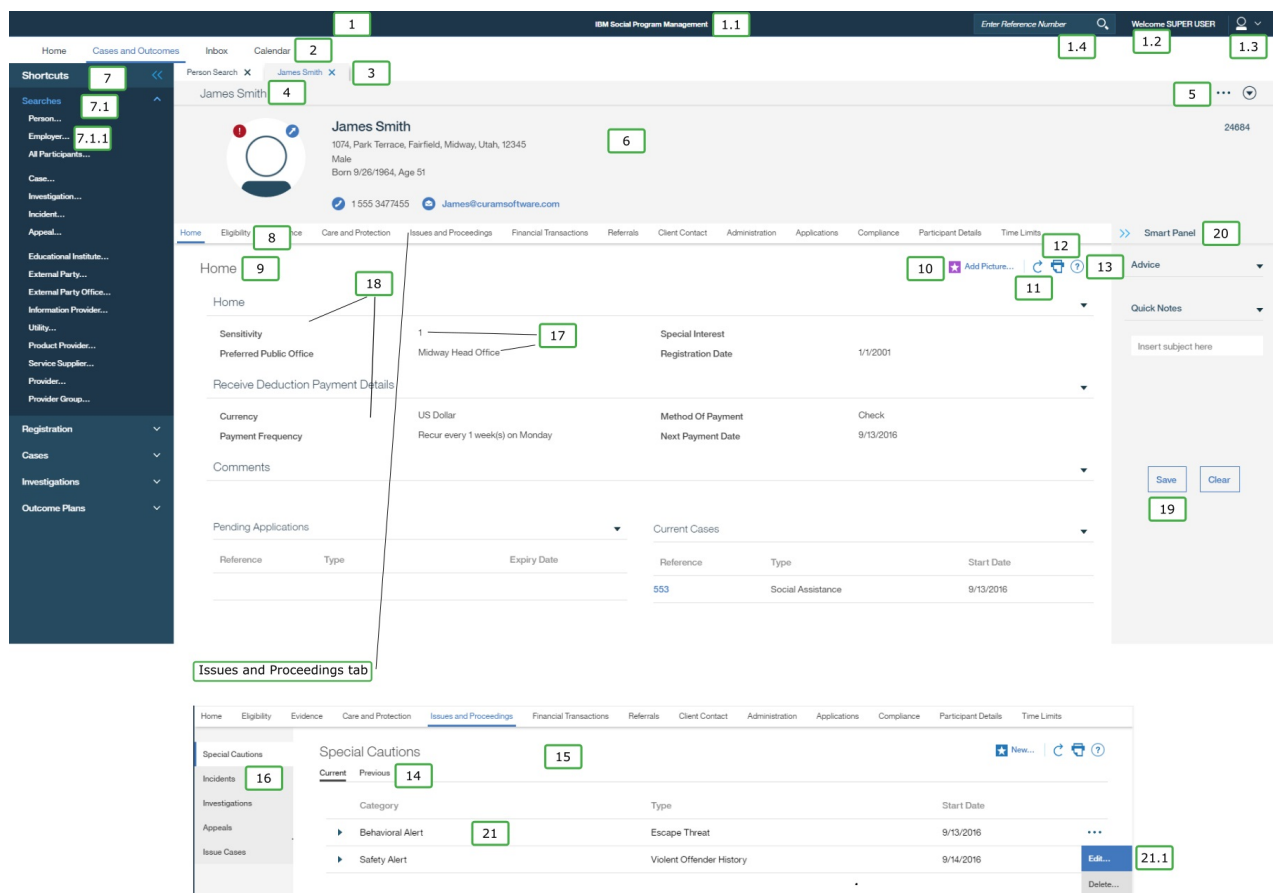 1 IBM Social Program Management 1.1 Enter Reference Number Welcome SUPER USER
1.4 1.2 1.3
Home Cases and Outcomes Inbox Calendar 2
Shortcuts 7 Person Search X James Smith X 3
James Smith 4 5
Searches 7.1
Person...
Employer... 7.1.1
All Participants...
Case...
Investigation...
Incident...
Appeal...
Educational Institute...
External Party...
External Party Office...
Information Provider...
Utility...
Product Provider...
Service Supplier...
Provider...
Provider Group...
Registration
Cases
Investigations
Outcome Plans
James Smith 24684
1074, Park Terrace, Fairfield, Midway, Utah, 12345
6
Male
Born 9/26/1964, Age 51
1 555 3477455 James@curamsoftware.com
Home Eligibility 8 nce Care and Protection Issues and Proceedings Financial Transactions Referrals Client Contact Administration Applications Compliance Participant Details Time Limits
12
Home 9 10 Add Picture... 13
18 11
Home
Sensitivity 1 17 Special Interest
Preferred Public Office Midway Head Office Registration Date 1/1/2001
Receive Deduction Payment Details
Currency US Dollar Method Of Payment Check
Payment Frequency Recur every 1 week(s) on Monday Next Payment Date 9/13/2016
Comments
Pending Applications Current Cases
Reference Type Expiry Date
Reference Type Start Date
553 Social Assistance 9/13/2016
Smart Panel 20
Advice
Quick Notes
Insert subject here
Save Clear
19
Issues and Proceedings tab
Home Eligibility Evidence Care and Protection Issues and Proceedings Financial Transactions Referrals Client Contact Administration Applications Compliance Participant Details Time Limits
Special Cautions
Incidents 16
Investigations
Appeals
Issue Cases
Special Cautions 15 New...
Current Previous 14
Category Type Start Date
Behavioral Alert 21 Escape Threat 9/13/2016
Safety Alert Violent Offender History 9/14/2016 Edit... 21.1
Delete...